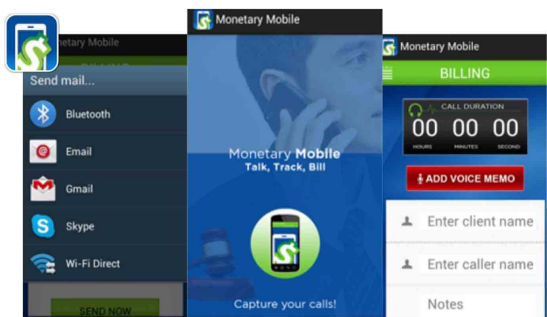 netary Mobile
Send mail...
Bluetooth
Email
Gmail
Skype
Wi-Fi Direct
SEND NOW
Monetary Mobile
Monetary Mobile
Talk, Track, Bill
Capture your calls!
Monetary Mobile
BILLING
CALL DURATION
00 00 00
HOURS MINUTES SECOND
ADD VOICE MEMO
Enter client name
Enter caller name
Notes